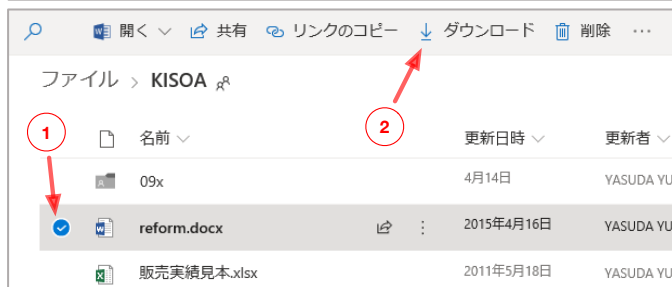 開く 共有 リンクのコピー ダウンロード 削除 ···
ファイル > KISOA
1
2
名前 更新日時 更新者
09x 4月14日 YASUDA YU
reform.docx 2015年4月16日 YASUDA YU
販売実績見本.xlsx 2011年5月18日 YASUDA YU